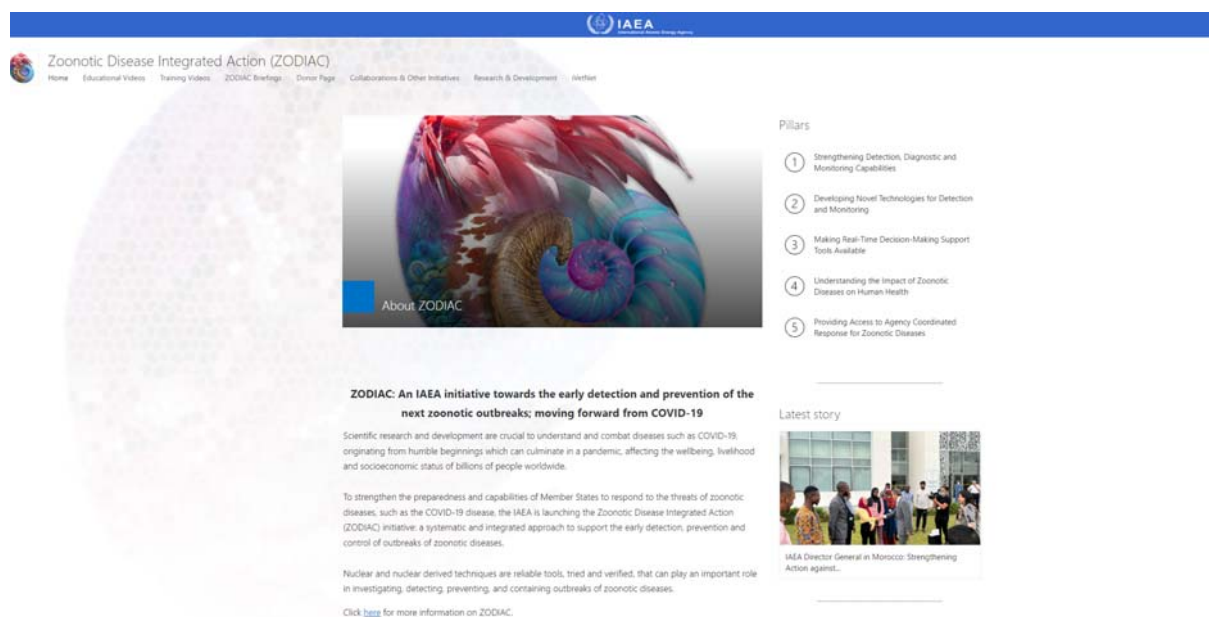 IAEA
International Atomic Energy Agency
Zoonotic Disease Integrated Action (ZODIAC)
Home Educational Videos Training Videos ZODIAC Briefings Donor Page Collaborations & Other Initiatives Research & Development iVetNet
About ZODIAC
ZODIAC: An IAEA initiative towards the early detection and prevention of the
next zoonotic outbreaks; moving forward from COVID-19
Scientific research and development are crucial to understand and combat diseases such as COVID-19,
originating from humble beginnings which can culminate in a pandemic, affecting the wellbeing, livelihood
and socioeconomic status of billions of people worldwide.
To strengthen the preparedness and capabilities of Member States to respond to the threats of zoonotic
diseases, such as the COVID-19 disease, the IAEA is launching the Zoonotic Disease Integrated Action
(ZODIAC) initiative: a systematic and integrated approach to support the early detection, prevention and
control of outbreaks of zoonotic diseases.
Nuclear and nuclear derived techniques are reliable tools, tried and verified, that can play an important role
in investigating, detecting, preventing, and containing outbreaks of zoonotic diseases.
Click here for more information on ZODIAC.
Pillars
1 Strengthening Detection, Diagnostic and
Monitoring Capabilities
2 Developing Novel Technologies for Detection
and Monitoring
3 Making Real-Time Decision-Making Support
Tools Available
4 Understanding the Impact of Zoonotic
Diseases on Human Health
5 Providing Access to Agency Coordinated
Response for Zoonotic Diseases
Latest story
IAEA Director General in Morocco: Strengthening
Action against...